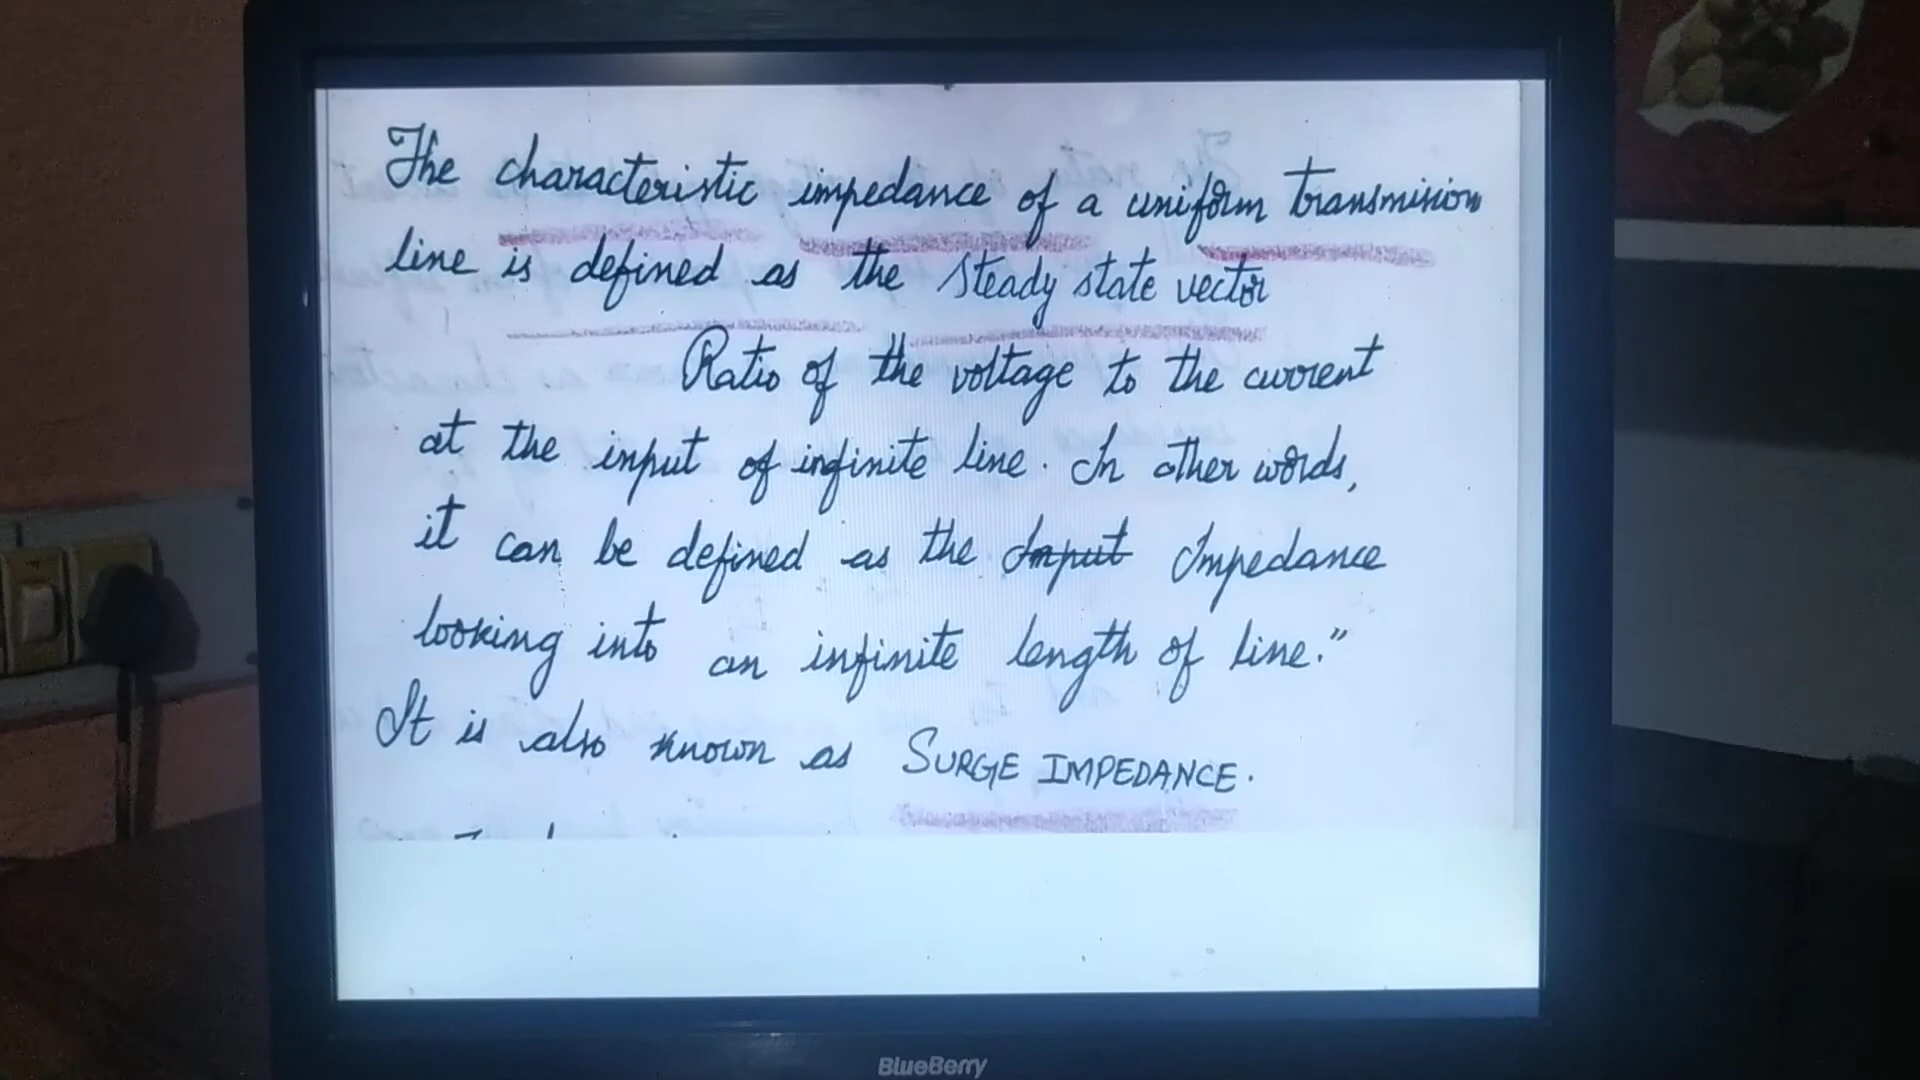 The characteristic impedance of a uniform transmision
line is defined as the steady state vector
Ratio of the voltage to the current
at the input of infinite line. In other words,
it can be defined as the Input Impedance
looking into an infinite length of line."
It is also known as SURGE IMPEDANCE.
BlueBerry